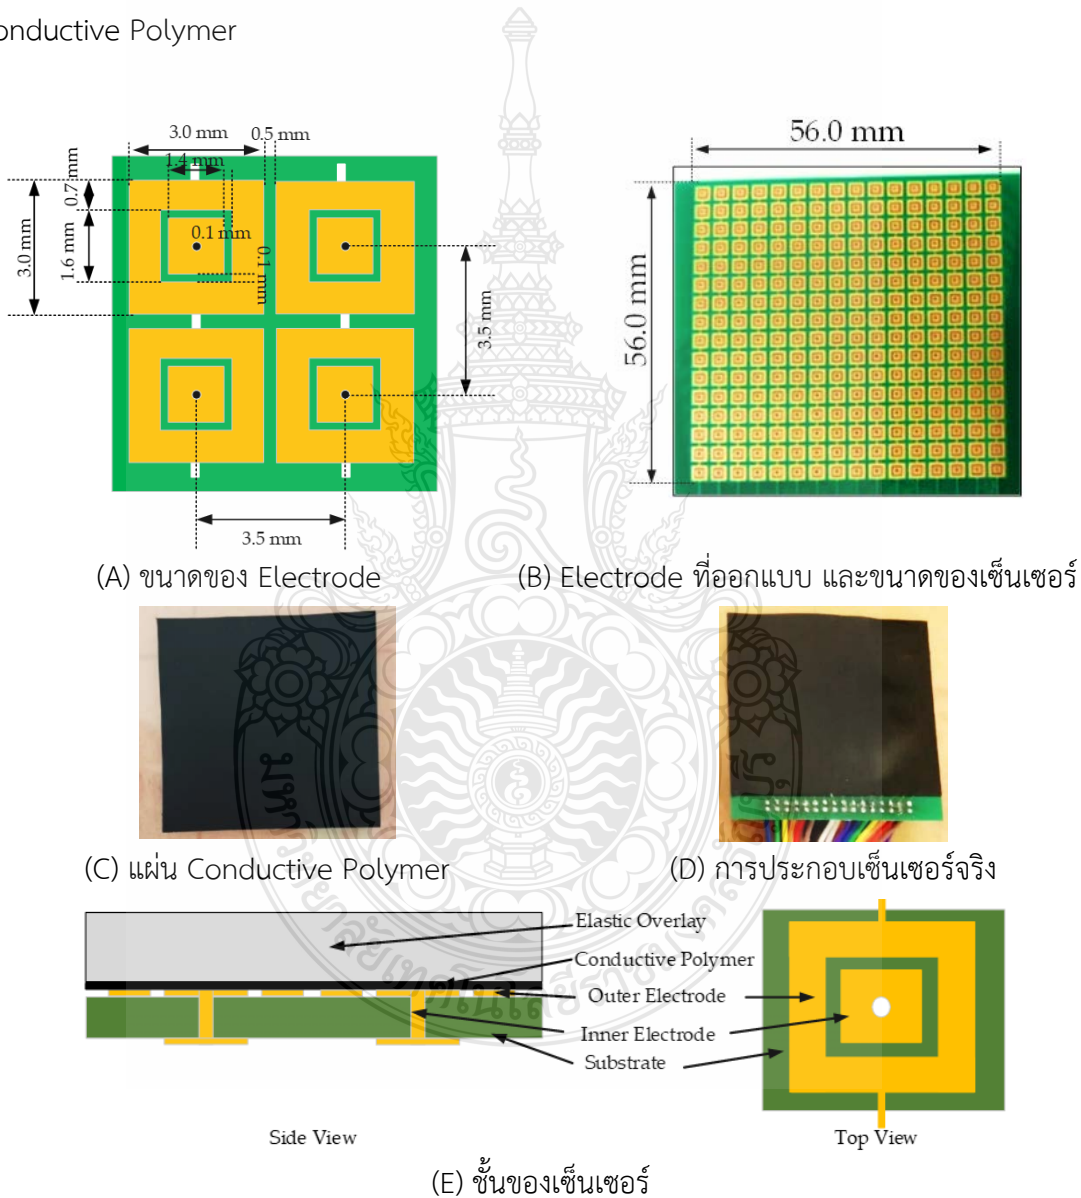 onductive Polymer
3.0 mm 0.5 mm
1.4 mm
0.7 mm
3.0 mm
1.6 mm
0.1 mm
0.1 mm
3.5 mm
3.5 mm
56.0 mm
56.0 mm
(A) ขนาดของ Electrode
(B) Electrode ที่ออกแบบ และขนาดของเซ็นเซอร์
(C) แผ่น Conductive Polymer
(D) การประกอบเซ็นเซอร์จริง
Elastic Overlay
Conductive Polymer
Outer Electrode
Inner Electrode
Substrate
Side View
Top View
(E) ชั้นของเซ็นเซอร์